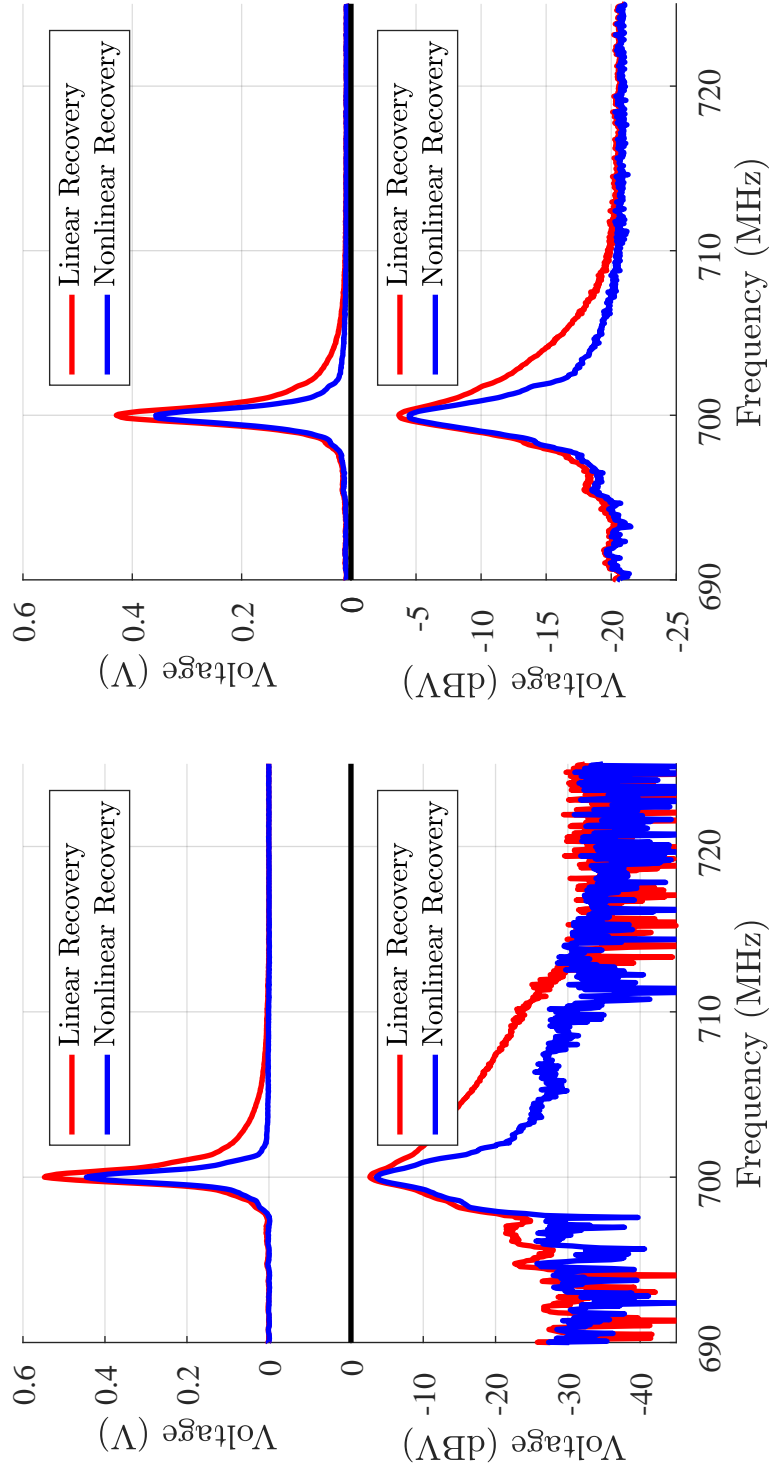 0.6
0.4
0.2
0
Voltage (V)
Linear Recovery
Nonlinear Recovery
0
-10
-20
-30
-40
Voltage (dBV)
Linear Recovery
Nonlinear Recovery
690 700 710 720
Frequency (MHz)
0.6
0.4
0.2
0
Voltage (V)
Linear Recovery
Nonlinear Recovery
-5
-10
-15
-20
-25
Voltage (dBV)
Linear Recovery
Nonlinear Recovery
690 700 710 720
Frequency (MHz)